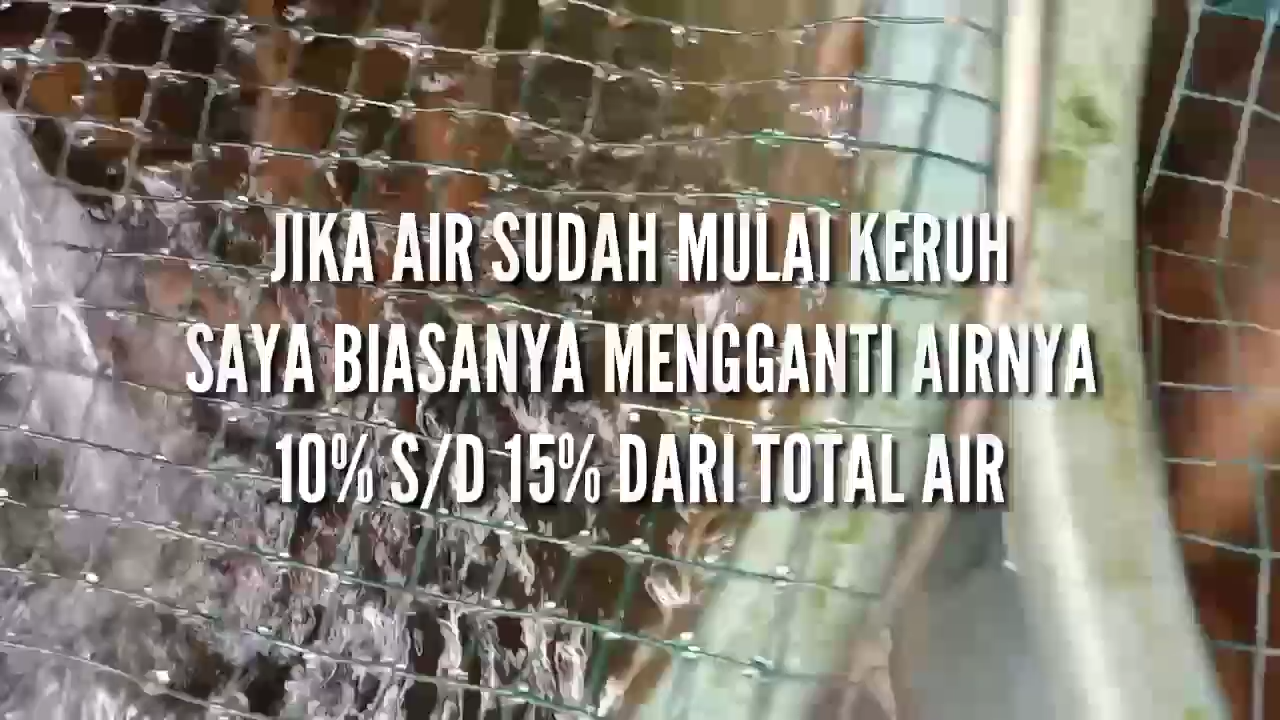 JIKA AIR SUDAH MULAI KERUH
SAYA BIASANYA MENGGANTI AIRNYA
10% S/D 15% DARI TOTAL AIR